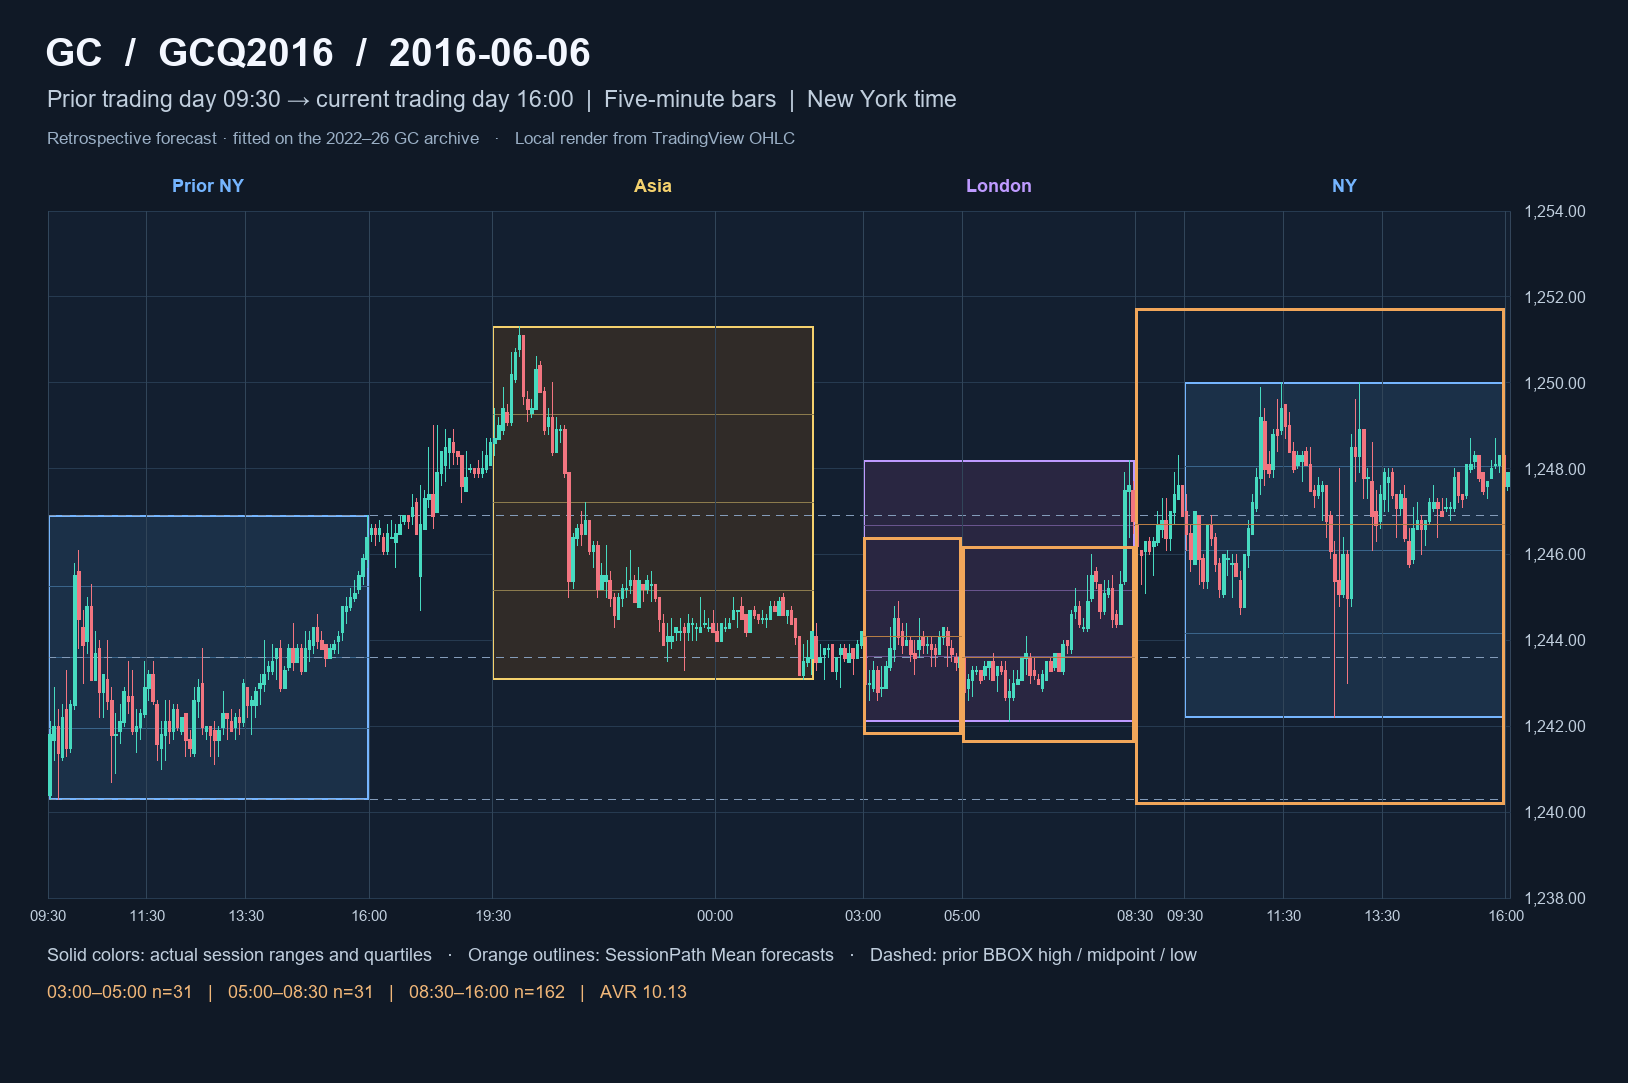 GC / GCQ2016 / 2016-06-06
Prior trading day 09:30 → current trading day 16:00 | Five-minute bars | New York time
Retrospective forecast · fitted on the 2022–26 GC archive · Local render from TradingView OHLC
Prior NY Asia London NY
1,254.00
1,252.00
1,250.00
1,248.00
1,246.00
1,244.00
1,242.00
1,240.00
1,238.00
09:30 11:30 13:30 16:00 19:30 00:00 03:00 05:00 08:30 09:30 11:30 13:30 16:00
Solid colors: actual session ranges and quartiles · Orange outlines: SessionPath Mean forecasts · Dashed: prior BBOX high / midpoint / low
03:00–05:00 n=31 | 05:00–08:30 n=31 | 08:30–16:00 n=162 | AVR 10.13